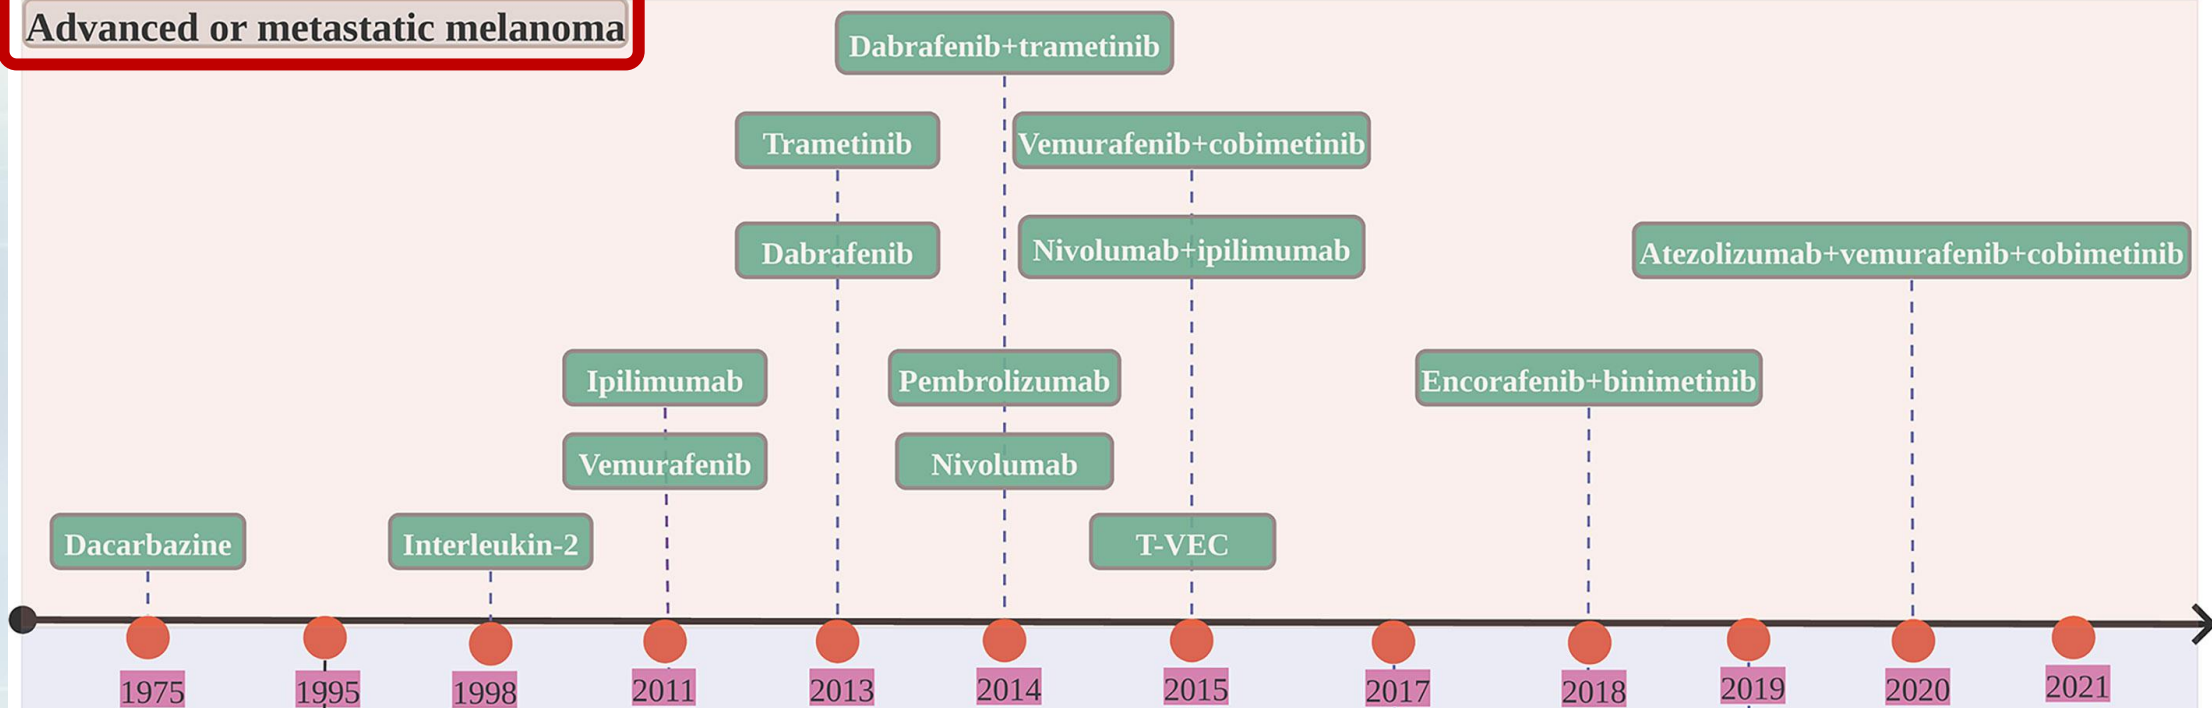 Advanced or metastatic melanoma
Dabrafenib+trametinib
Trametinib
Vemurafenib+cobimetinib
Dabrafenib
Nivolumab+ipilimumab
Atezolizumab+vemurafenib+cobimetinib
Ipilimumab
Pembrolizumab
Encorafenib+binimetinib
Vemurafenib
Nivolumab
Dacarbazine
Interleukin-2
T-VEC
1975
1995
1998
2011
2013
2014
2015
2017
2018
2019
2020
2021